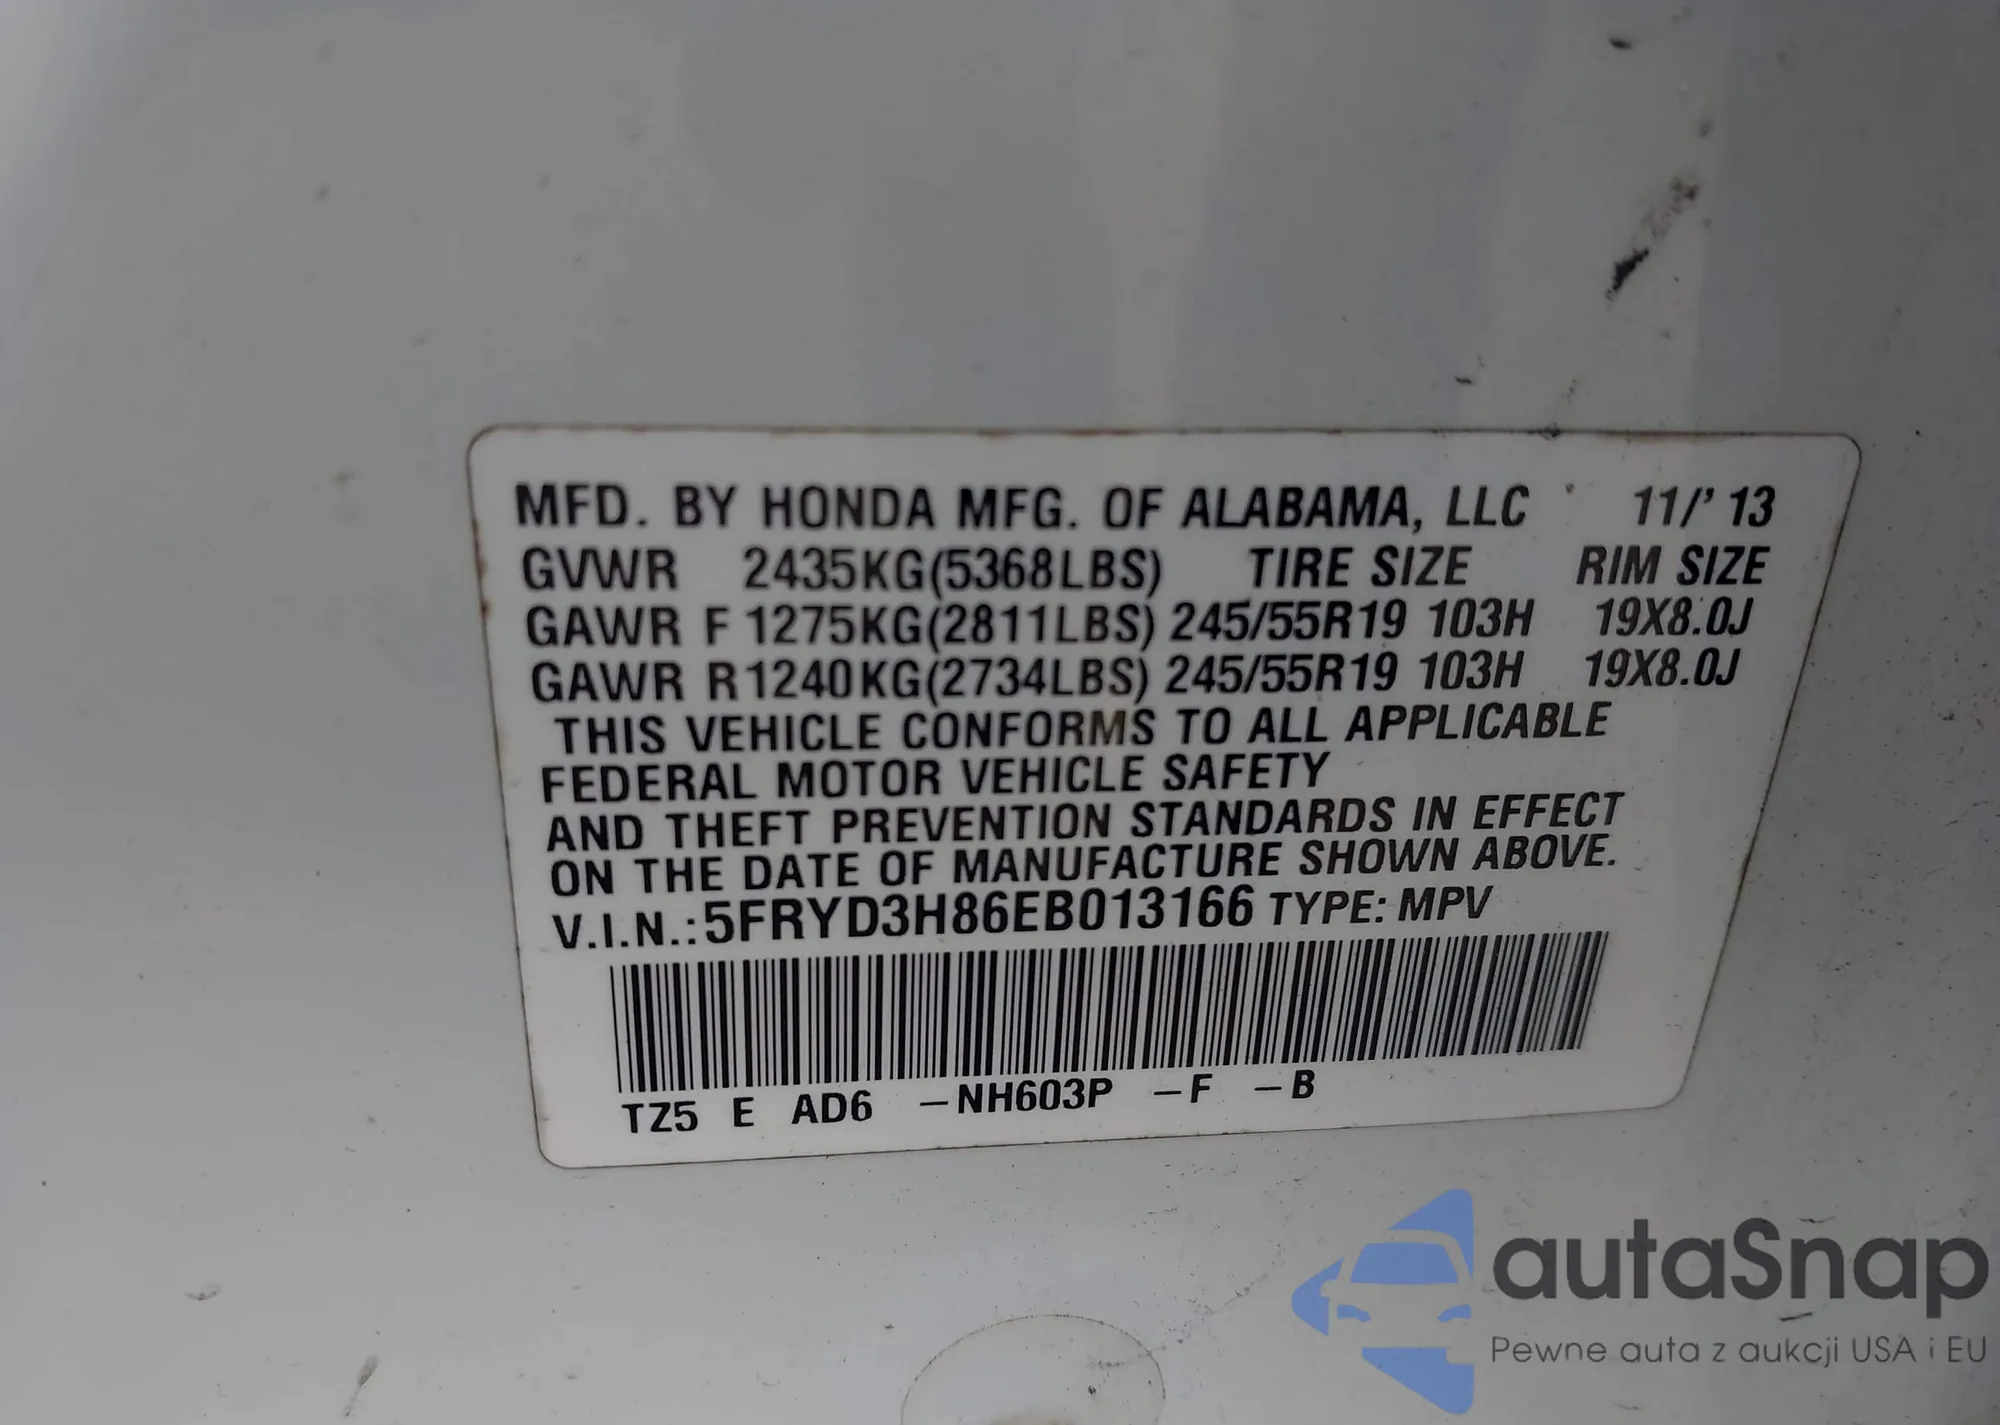 MFD. BY HONDA MFG. OF ALABAMA, LLC 11/' 13
GVWR 2435KG(5368LBS) TIRE SIZE RIM SIZE
GAWR F 1275KG(2811LBS) 245/55R19 103H 19X8.0J
GAWR R 1240KG(2734LBS) 245/55R19 103H 19X8.0J
THIS VEHICLE CONFORMS TO ALL APPLICABLE
FEDERAL MOTOR VEHICLE SAFETY
AND THEFT PREVENTION STANDARDS IN EFFECT
ON THE DATE OF MANUFACTURE SHOWN ABOVE.
V.I.N.: 5FRYD3H86EB013166 TYPE: MPV
TZ5 E AD6 –NH603P –F –B
autaSnap
Pewne auta z aukcji USA i EU